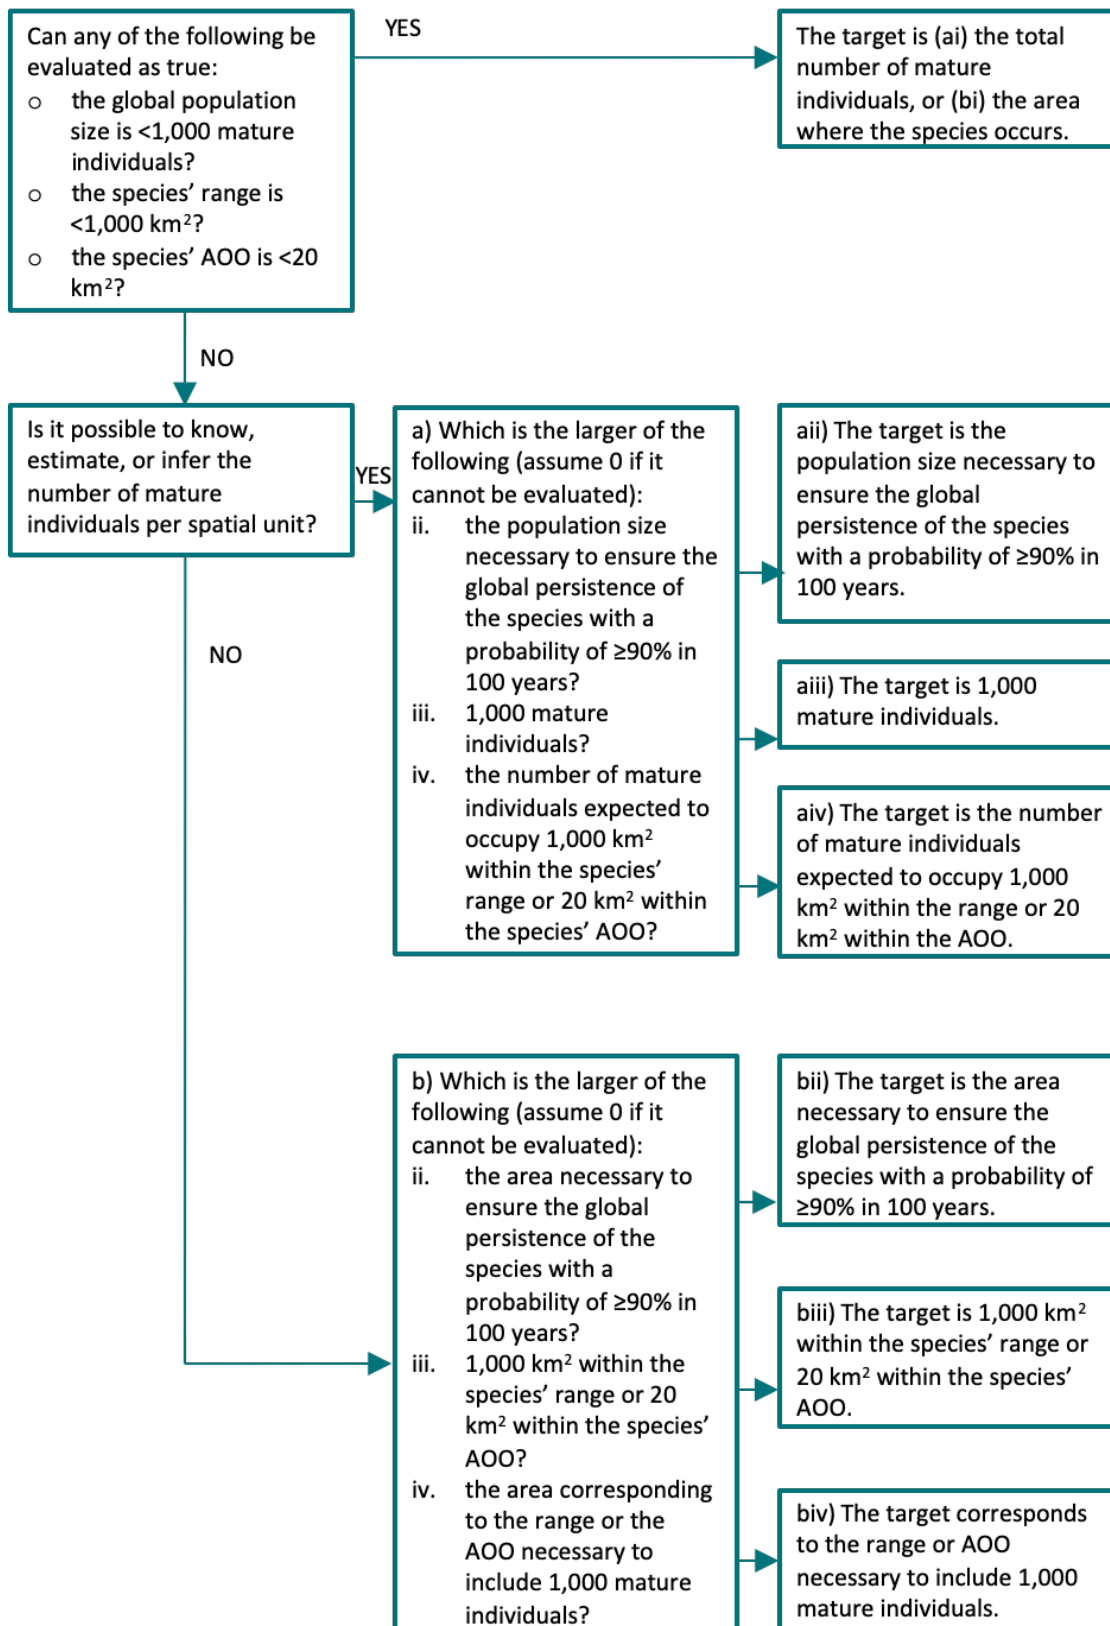 Can any of the following be
evaluated as true:
o the global population
size is <1,000 mature
individuals?
o the species’ range is
<1,000 km²?
o the species’ AOO is <20
km²?
YES
The target is (ai) the total
number of mature
individuals, or (bi) the area
where the species occurs.
NO
Is it possible to know,
estimate, or infer the
number of mature
individuals per spatial unit?
YES
a) Which is the larger of the
following (assume 0 if it
cannot be evaluated):
ii. the population size
necessary to ensure the
global persistence of
the species with a
probability of ≥90% in
100 years?
iii. 1,000 mature
individuals?
iv. the number of mature
individuals expected to
occupy 1,000 km²
within the species’
range or 20 km² within
the species’ AOO?
aii) The target is the
population size necessary to
ensure the global
persistence of the species
with a probability of ≥90% in
100 years.
aiii) The target is 1,000
mature individuals.
aiv) The target is the number
of mature individuals
expected to occupy 1,000
km² within the range or 20
km² within the AOO.
NO
b) Which is the larger of the
following (assume 0 if it
cannot be evaluated):
ii. the area necessary to
ensure the global
persistence of the
species with a
probability of ≥90% in
100 years?
iii. 1,000 km² within the
species’ range or 20
km² within the species’
AOO?
iv. the area corresponding
to the range or the
AOO necessary to
include 1,000 mature
individuals?
bii) The target is the area
necessary to ensure the
global persistence of the
species with a probability of
≥90% in 100 years.
biii) The target is 1,000 km²
within the species’ range or
20 km² within the species’
AOO.
biv) The target corresponds
to the range or AOO
necessary to include 1,000
mature individuals.